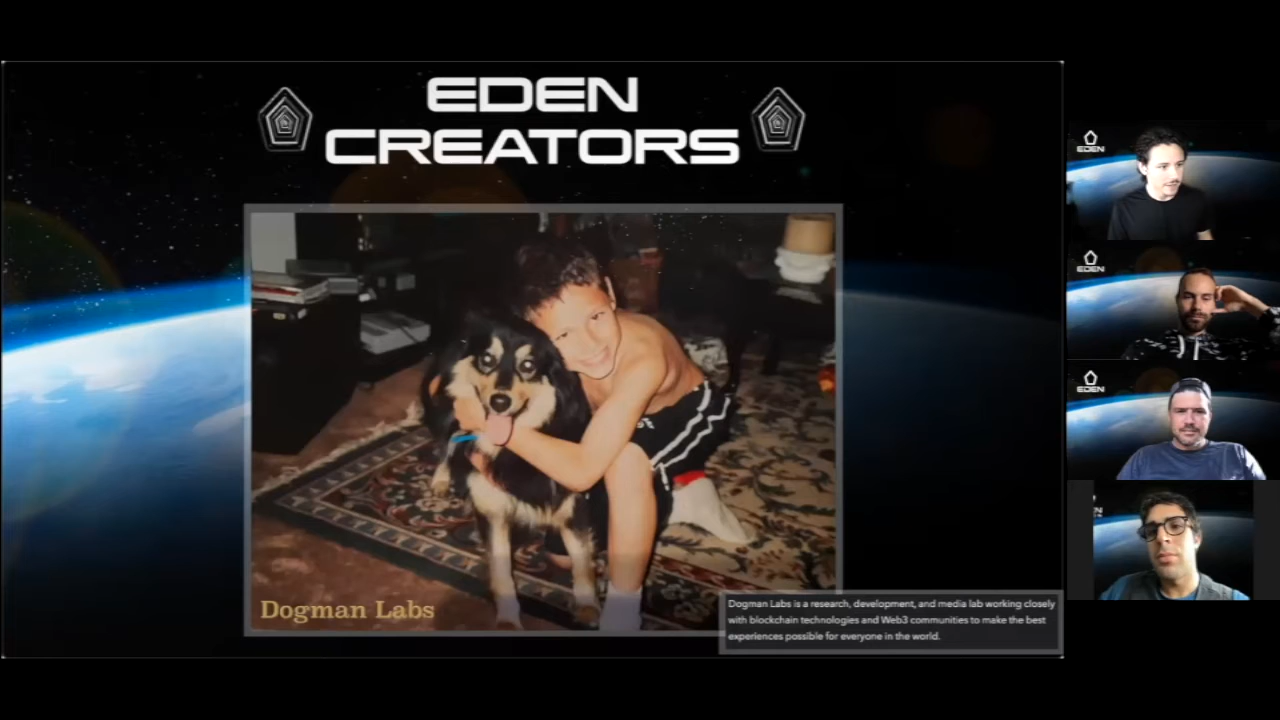 EDEN
CREATORS
Dogman Labs
Dogman Labs is a research, development, and media lab working closely
with blockchain technologies and Web3 communities to make the best
experiences possible for everyone in the world.
EDEN
EDEN
EDEN